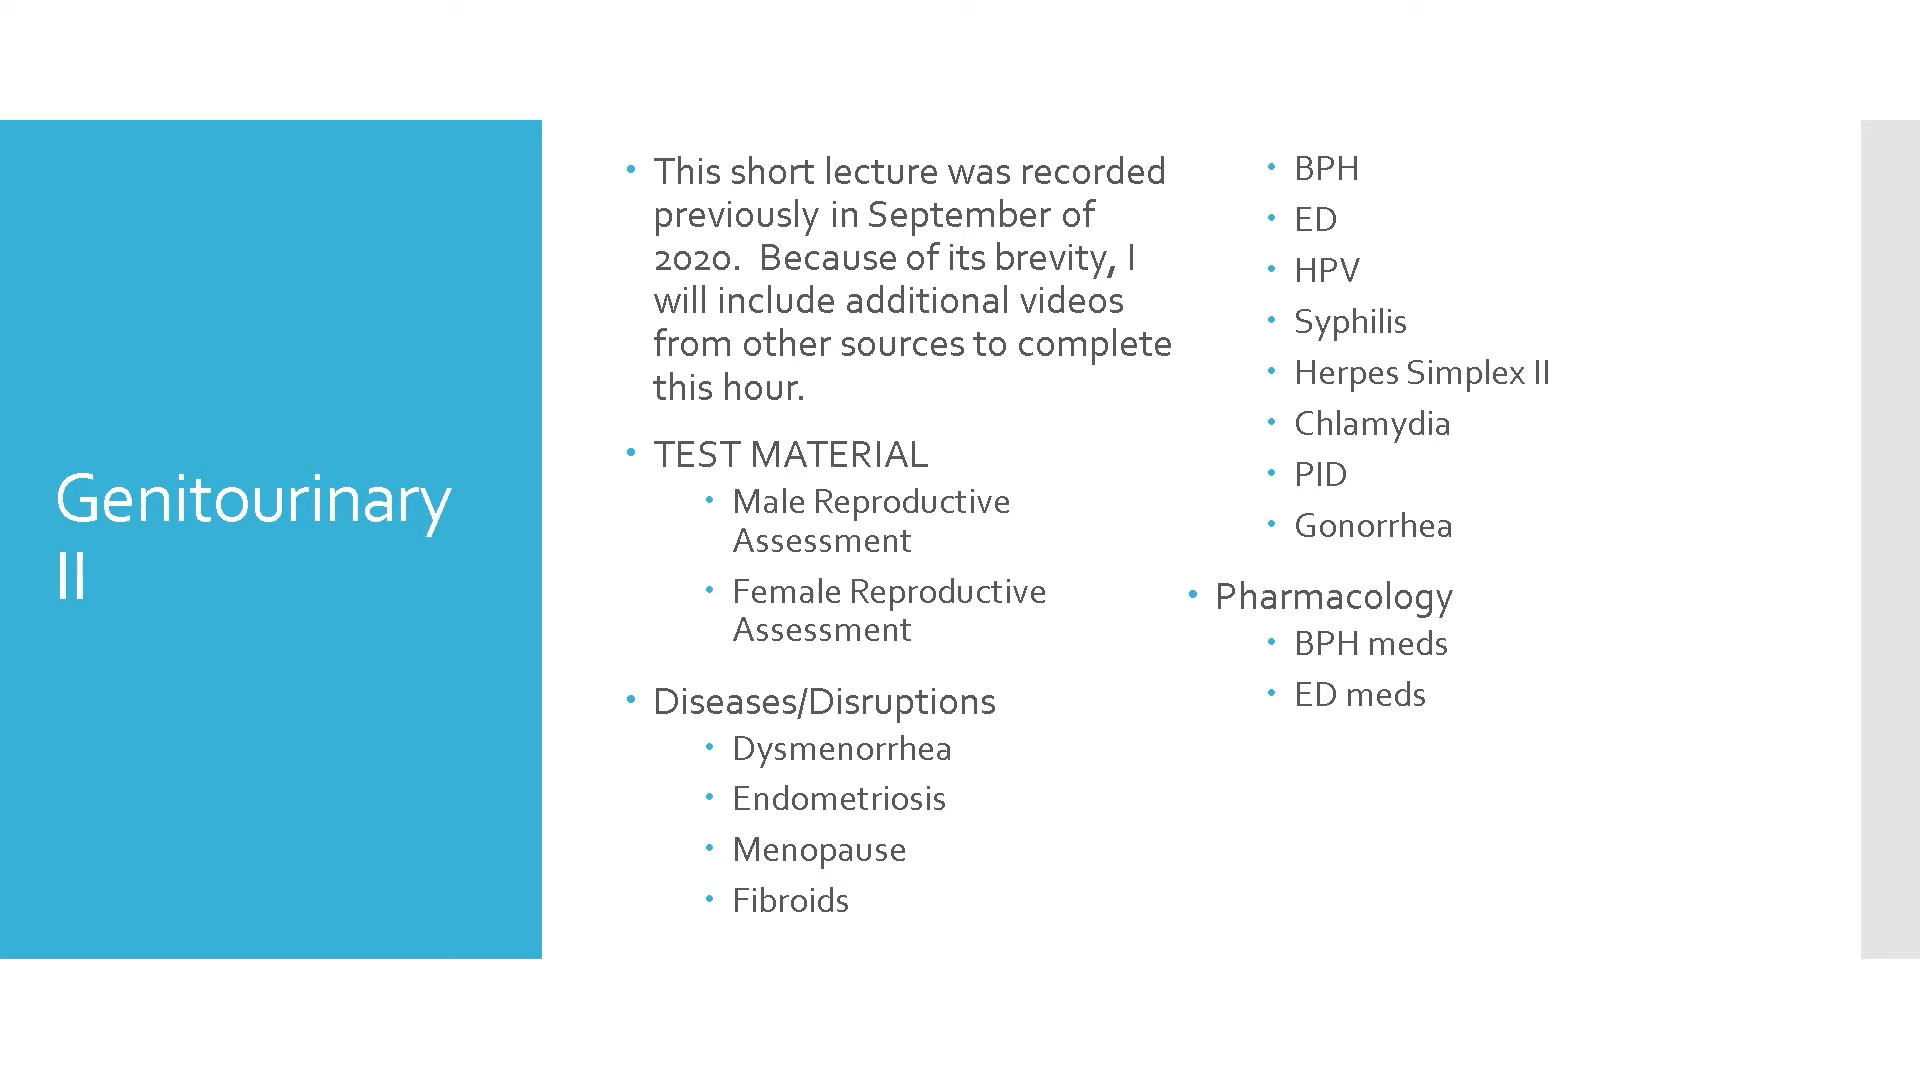 Genitourinary
II
This short lecture was recorded
previously in September of
2020.  Because of its brevity, I
will include additional videos
from other sources to complete
this hour.
TEST MATERIAL
Male Reproductive
Assessment
Female Reproductive
Assessment
Diseases/Disruptions
Dysmenorrhea
Endometriosis
Menopause
Fibroids
BPH
ED
HPV
Syphilis
Herpes Simplex II
Chlamydia
PID
Gonorrhea
Pharmacology
BPH meds
ED meds